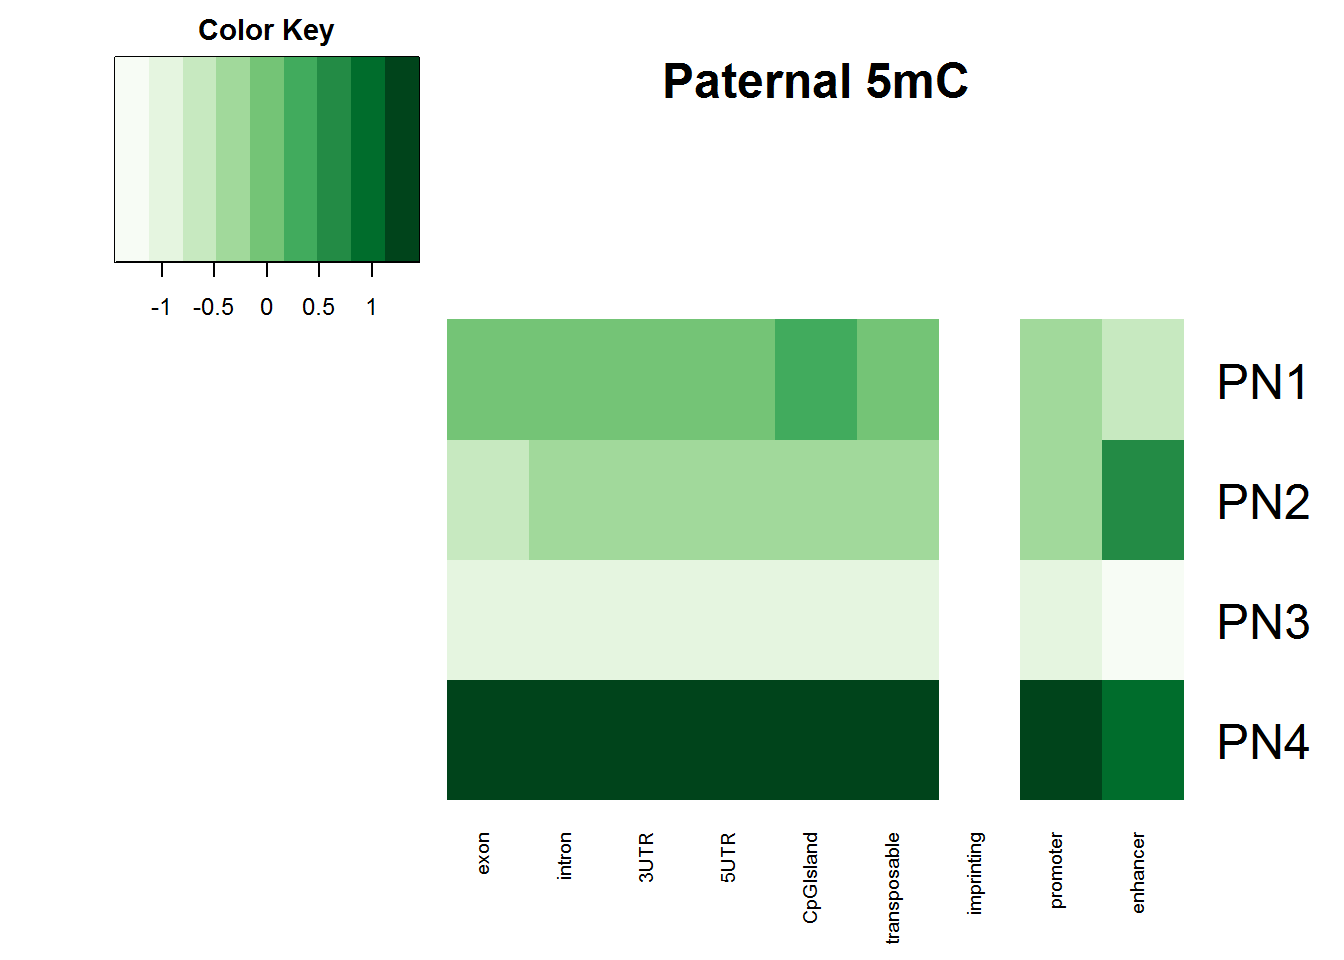 Color Key
Paternal 5mC
-1 -0.5 0 0.5 1
PN1
PN2
PN3
PN4
exon
intron
3UTR
5UTR
CpGIsland
transposable
imprinting
promoter
enhancer